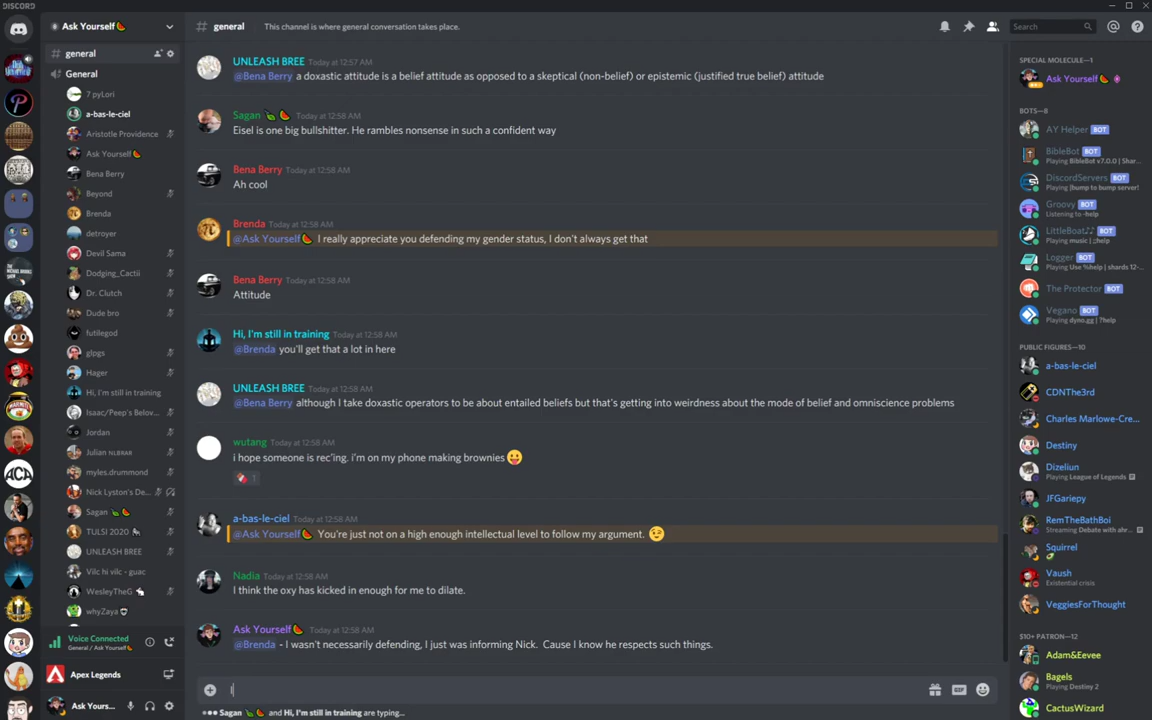 DISCORD
Ask Yourself🍉
# general
This channel is where general conversation takes place.
Search
general
General
7 pyLori
a-bas-le-ciel
Aristotle Providence
Ask Yourself🍉
Bena Berry
Beyond
Brenda
detroyer
Devil Sama
Dodging_Cactii
Dr. Clutch
Dude bro
futilegod
glpgs
Hager
Hi, I'm still in training
Isaac/Peep's Belov...
Jordan
Julian NLBRAR
myles.drummond
Nick Lyston's De...
Sagan
TULSI 2020
UNLEASH BREE
Vilc hi vilc - guac
WesleyTheG
whyZaya
Voice Connected
General / Ask Yourself🍉
Apex Legends
Ask Yours...
UNLEASH BREE Today at 12:57 AM
@Bena Berry a doxastic attitude is a belief attitude as opposed to a skeptical (non-belief) or epistemic (justified true belief) attitude
Sagan Today at 12:58 AM
Eisel is one big bullshitter. He rambles nonsense in such a confident way
Bena Berry Today at 12:58 AM
Ah cool
Brenda Today at 12:58 AM
@Ask Yourself🍉 I really appreciate you defending my gender status, I don't always get that
Bena Berry Today at 12:58 AM
Attitude
Hi, I'm still in training Today at 12:58 AM
@Brenda you'll get that a lot in here
UNLEASH BREE Today at 12:58 AM
@Bena Berry although I take doxastic operators to be about entailed beliefs but that's getting into weirdness about the mode of belief and omniscience problems
wutang Today at 12:58 AM
i hope someone is rec'ing. i'm on my phone making brownies😛
1
a-bas-le-ciel Today at 12:58 AM
@Ask Yourself🍉 You're just not on a high enough intellectual level to follow my argument. 😉
Nadia Today at 12:58 AM
I think the oxy has kicked in enough for me to dilate.
Ask Yourself🍉 Today at 12:58 AM
@Brenda - I wasn't necessarily defending, I just was informing Nick. Cause I know he respects such things.
GIF
Sagan and Hi, I'm still in training are typing...
SPECIAL MOLECULE—1
Ask Yourself🍉
BOTS—8
AY Helper BOT
BibleBot BOT
Playing BibleBot v7.0.0 | Shar...
DiscordServers BOT
Playing |bump to bump server!
Groovy BOT
Listening to -help
LittleBoat♪♪ BOT
Playing music | ;;help
Logger BOT
Playing Use %help | shards 12-...
The Protector BOT
Vegano BOT
Playing dyno.gg | ?help
PUBLIC FIGURES—10
a-bas-le-ciel
CDNThe3rd
Charles Marlowe-Cre...
Destiny
Dizeliun
Playing League of Legends
JFGariepy
RemTheBathBoi
Streaming Debate with ahr...
Squirrel
Vaush
Existential crisis
VeggiesForThought
$10+ PATRON—12
Adam&Eevee
Bagels
Playing Destiny 2
CactusWizard